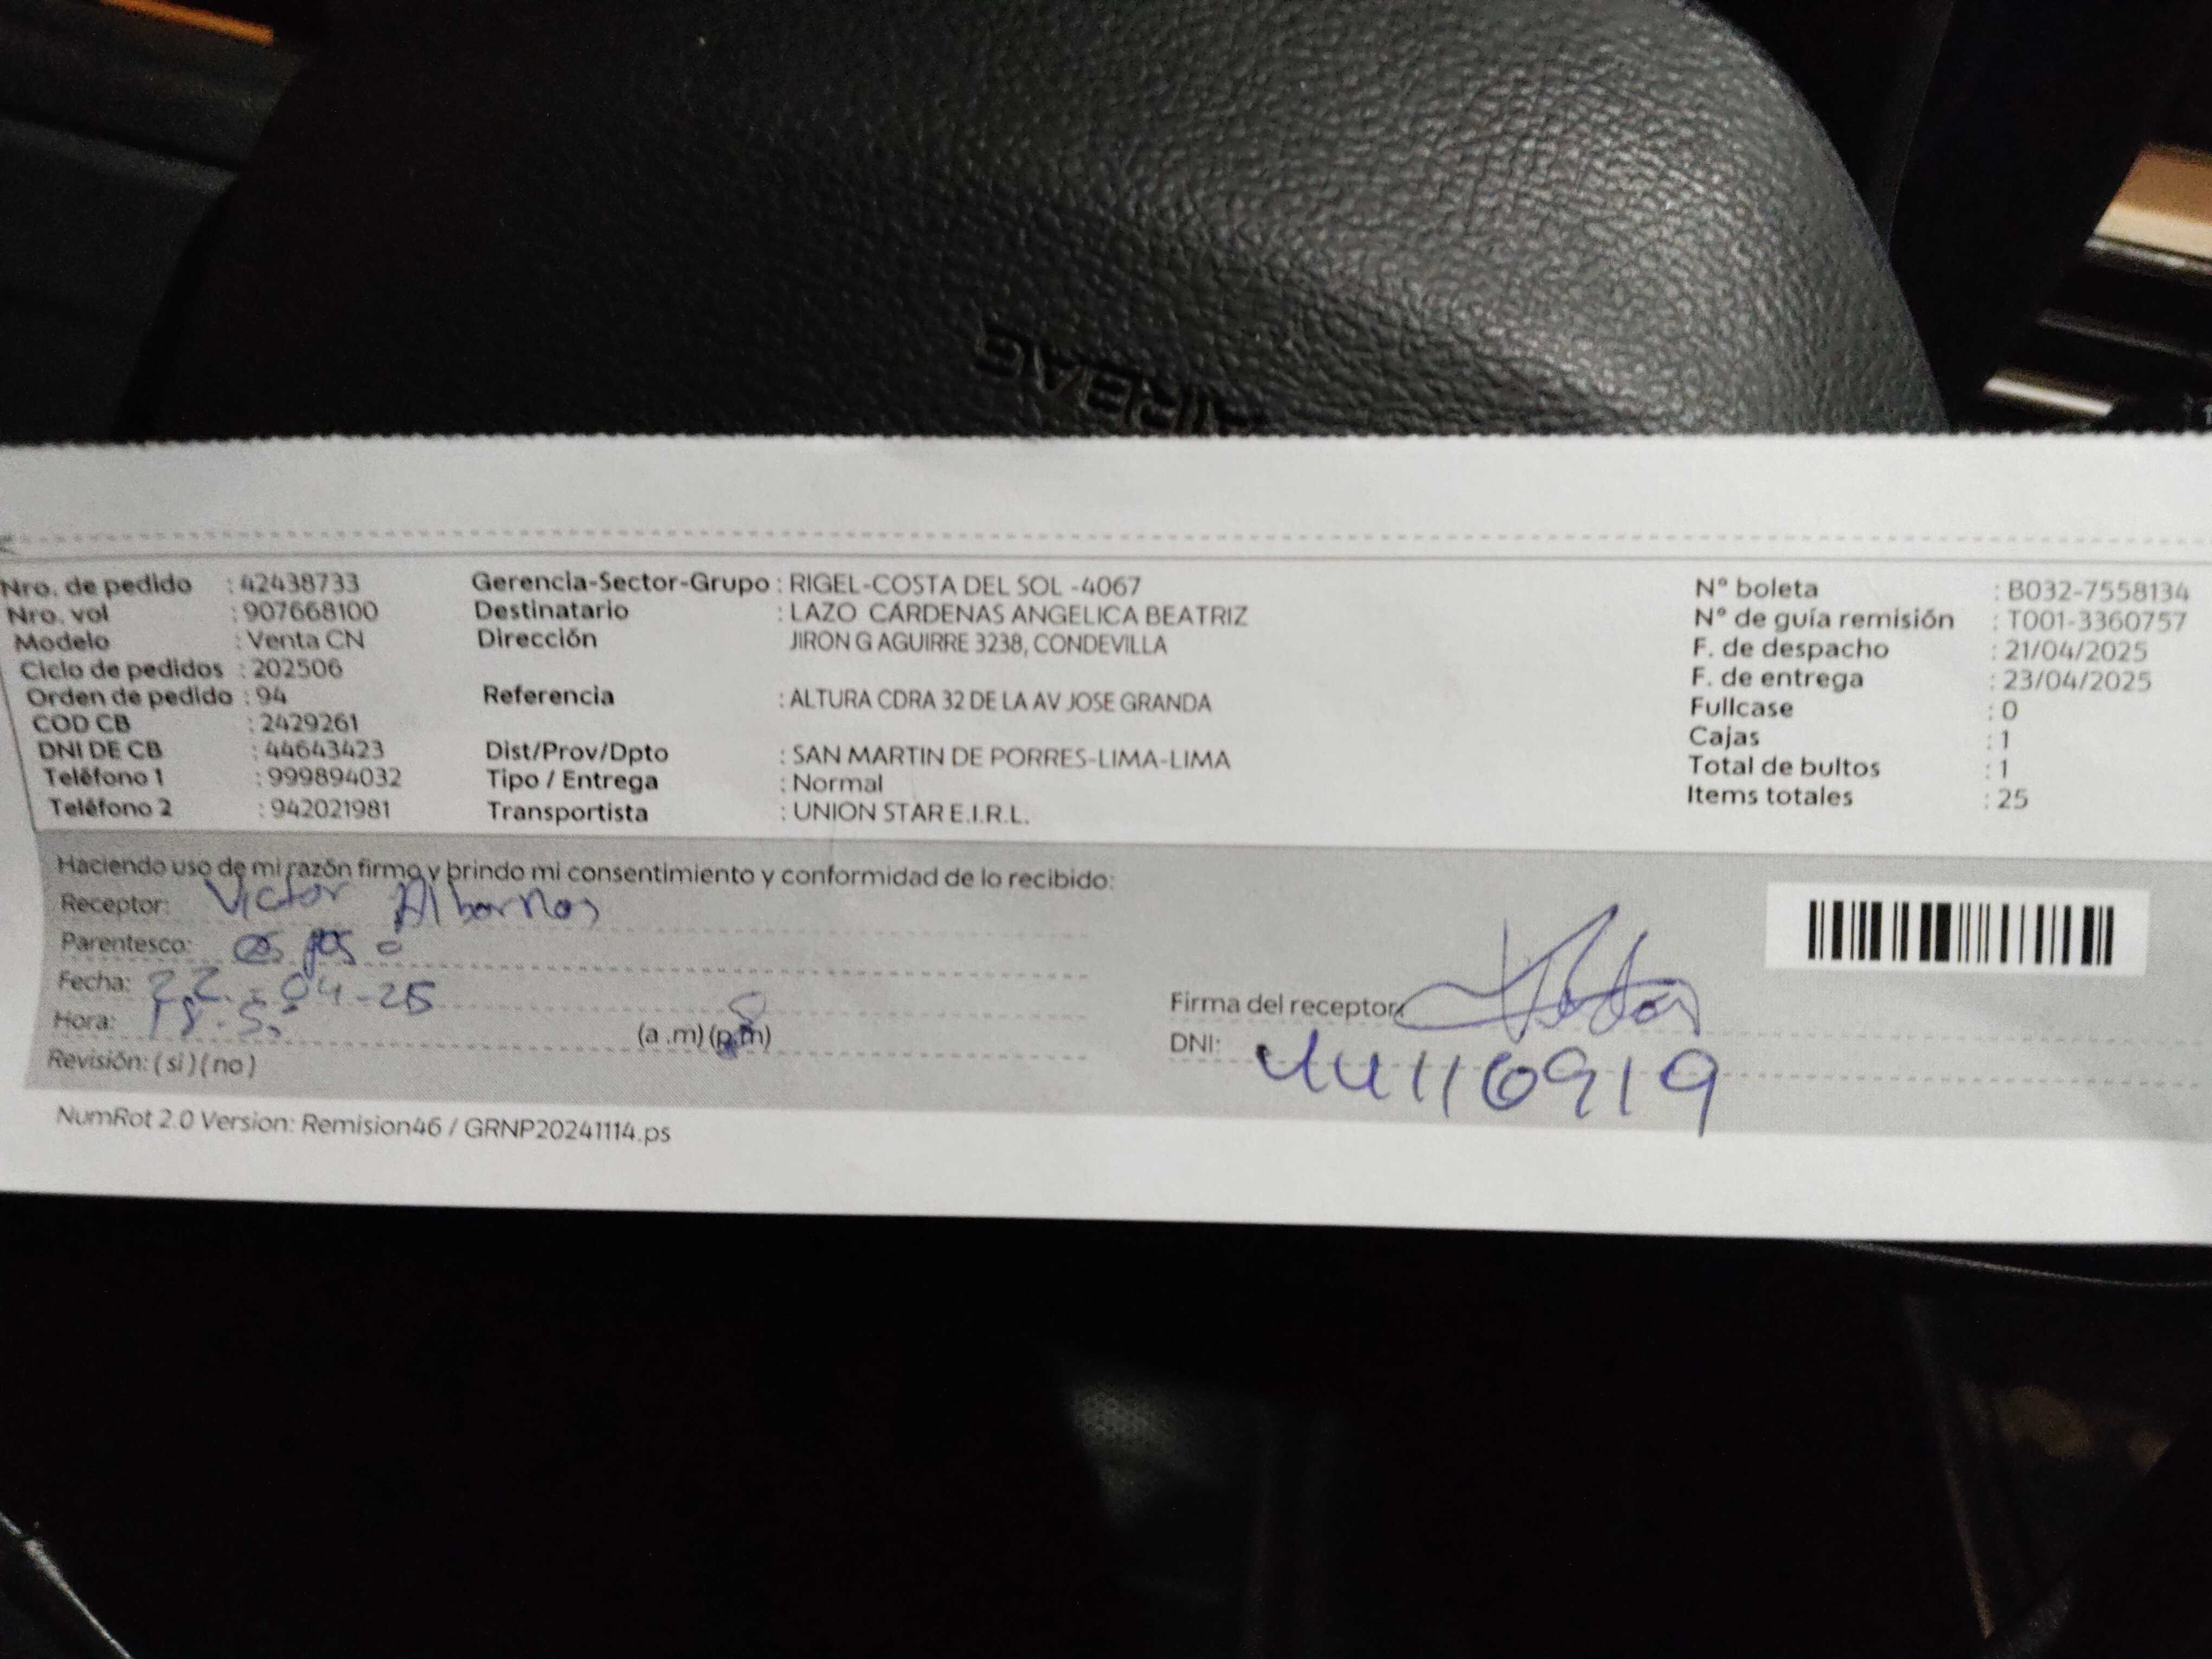 AIRBAG
Nro. de pedido : 42438733 Gerencia-Sector-Grupo : RIGEL-COSTA DEL SOL -4067 N° boleta : B032-7558134
Nro. vol : 907668100 Destinatario : LAZO CÁRDENAS ANGELICA BEATRIZ N° de guía remisión : T001-3360757
Modelo : Venta CN Dirección JIRON G AGUIRRE 3238, CONDEVILLA F. de despacho : 21/04/2025
Ciclo de pedidos : 202506 F. de entrega : 23/04/2025
Orden de pedido : 94 Referencia : ALTURA CDRA 32 DE LA AV JOSE GRANDA Fullcase : 0
COD CB : 2429261 Cajas : 1
DNI DE CB : 44643423 Dist/Prov/Dpto : SAN MARTIN DE PORRES-LIMA-LIMA Total de bultos : 1
Teléfono 1 : 999894032 Tipo / Entrega : Normal Items totales : 25
Teléfono 2 : 942021981 Transportista : UNION STAR E.I.R.L.
Haciendo uso de mi razón firmo y brindo mi consentimiento y conformidad de lo recibido:
Receptor: Victor Albornos
Parentesco: esposo
Fecha: 22-04-25
Hora: (a .m) (p.m)
Firma del receptor:
DNI: 44116919
Revisión: ( si ) ( no )
NumRot 2.0 Version: Remision46 / GRNP20241114.ps